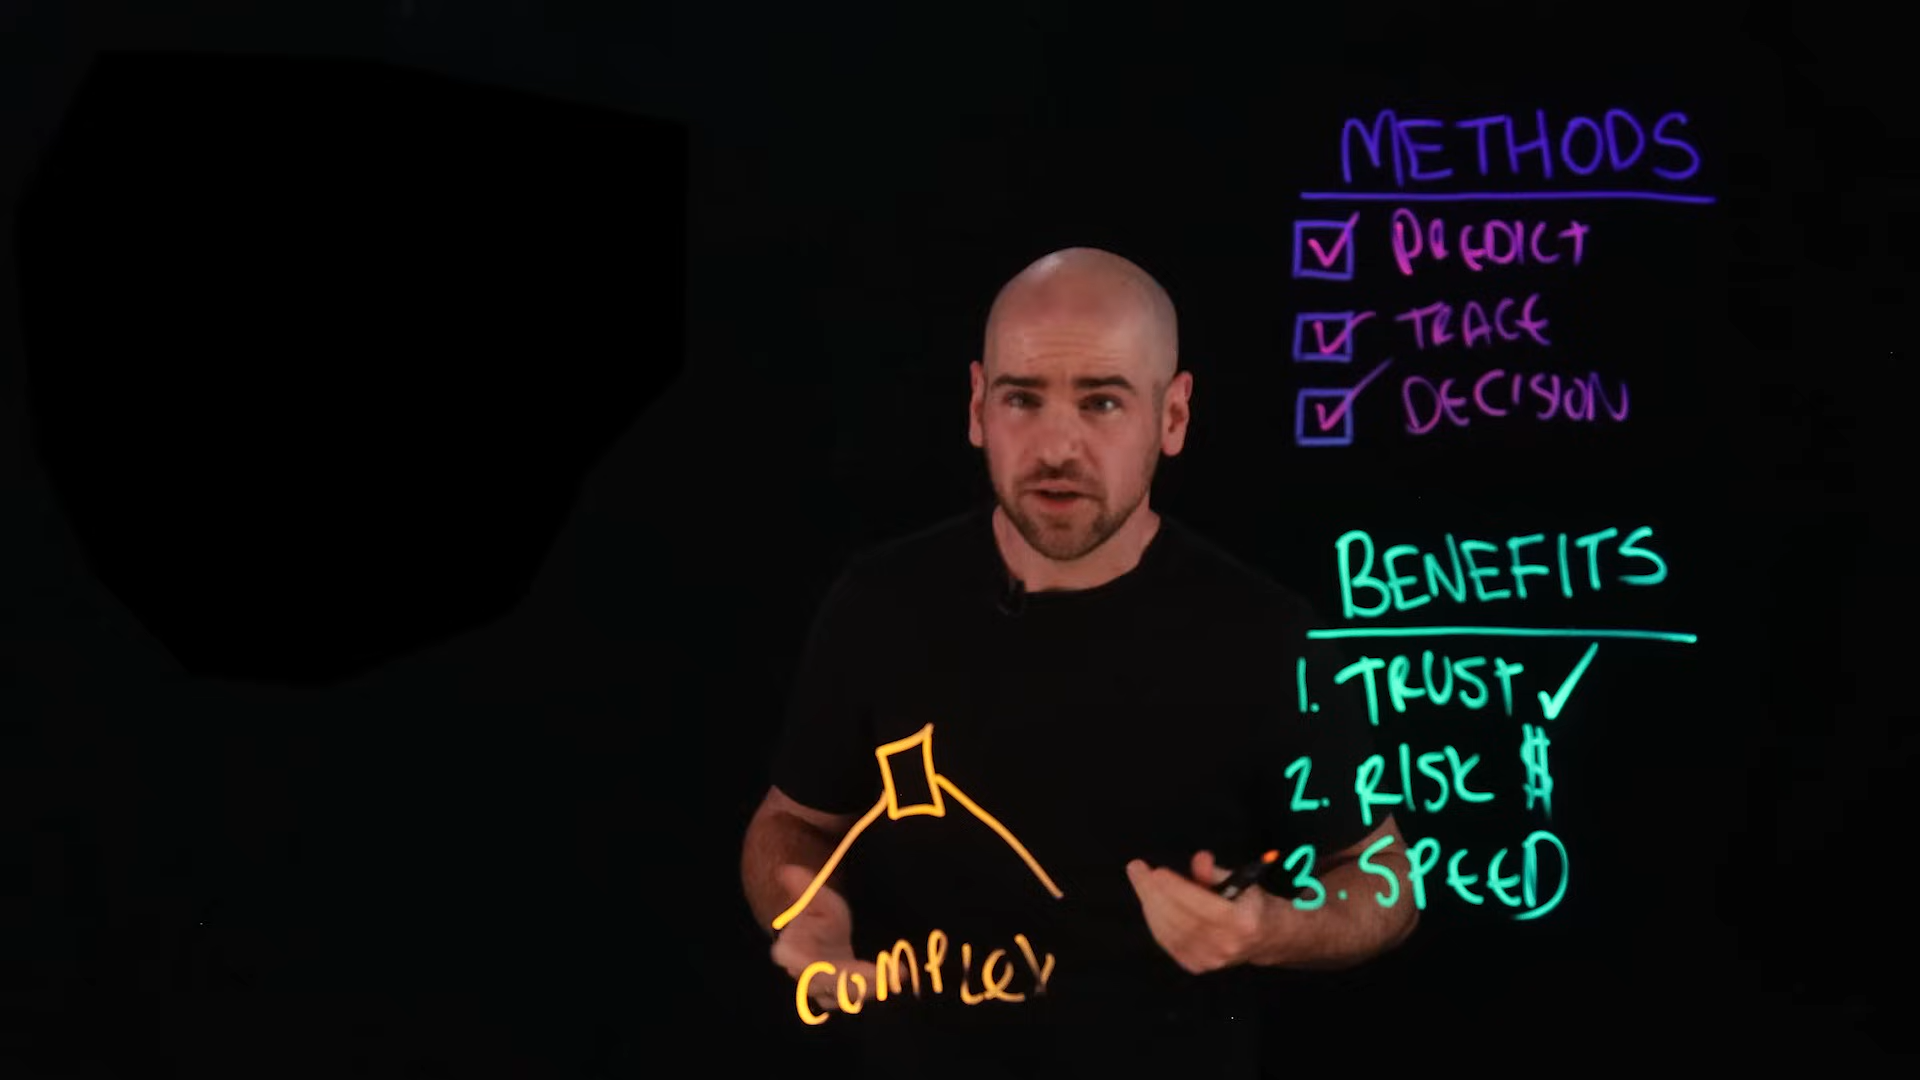 METHODS
PREDICT
TRACE
DECISION
BENEFITS
1. TRUST ✓
2. RISK $
3. SPEED
COMPLEX